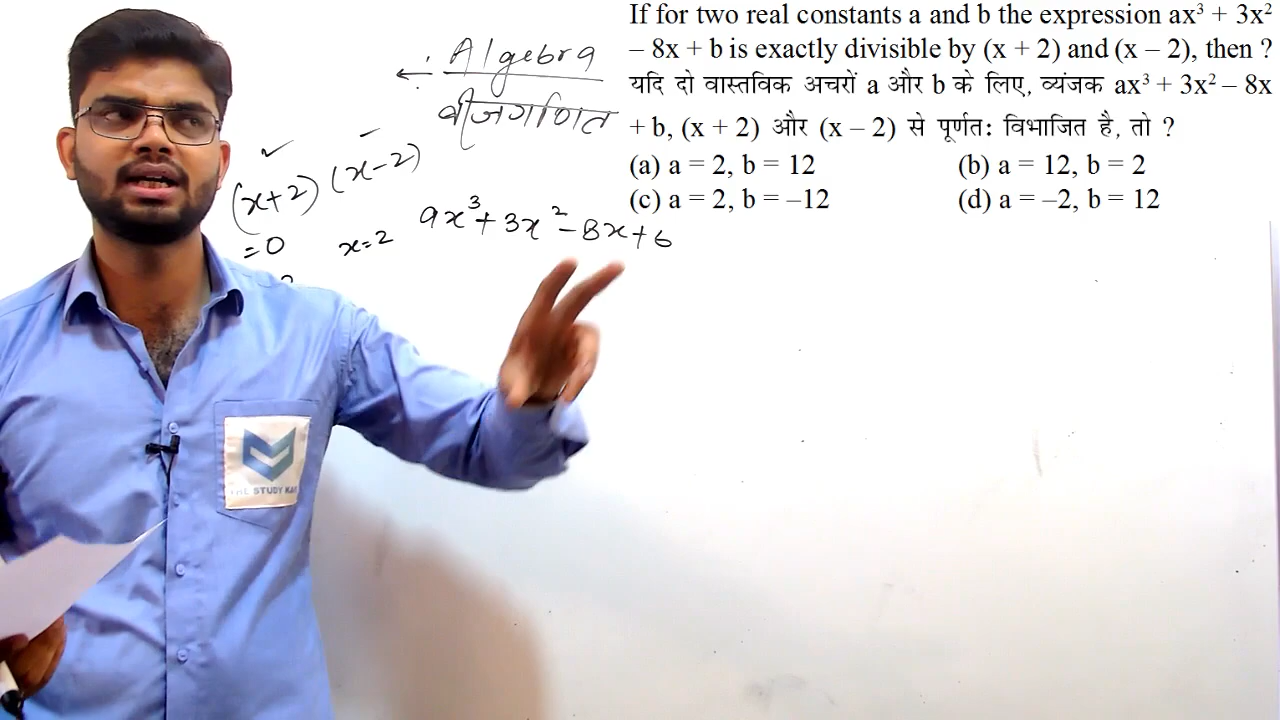 If for two real constants a and b the expression ax³ + 3x²
– 8x + b is exactly divisible by (x + 2) and (x – 2), then ?
यदि दो वास्तविक अचरों a और b के लिए, व्यंजक ax³ + 3x² – 8x
+ b, (x + 2) और (x – 2) से पूर्णतः विभाजित है, तो ?
(a) a = 2, b = 12 (b) a = 12, b = 2
(c) a = 2, b = –12 (d) a = –2, b = 12
Algebra
बीजगणित
(x+2) (x-2)
=0 x=2
ax³+3x²-8x+b
THE STUDY